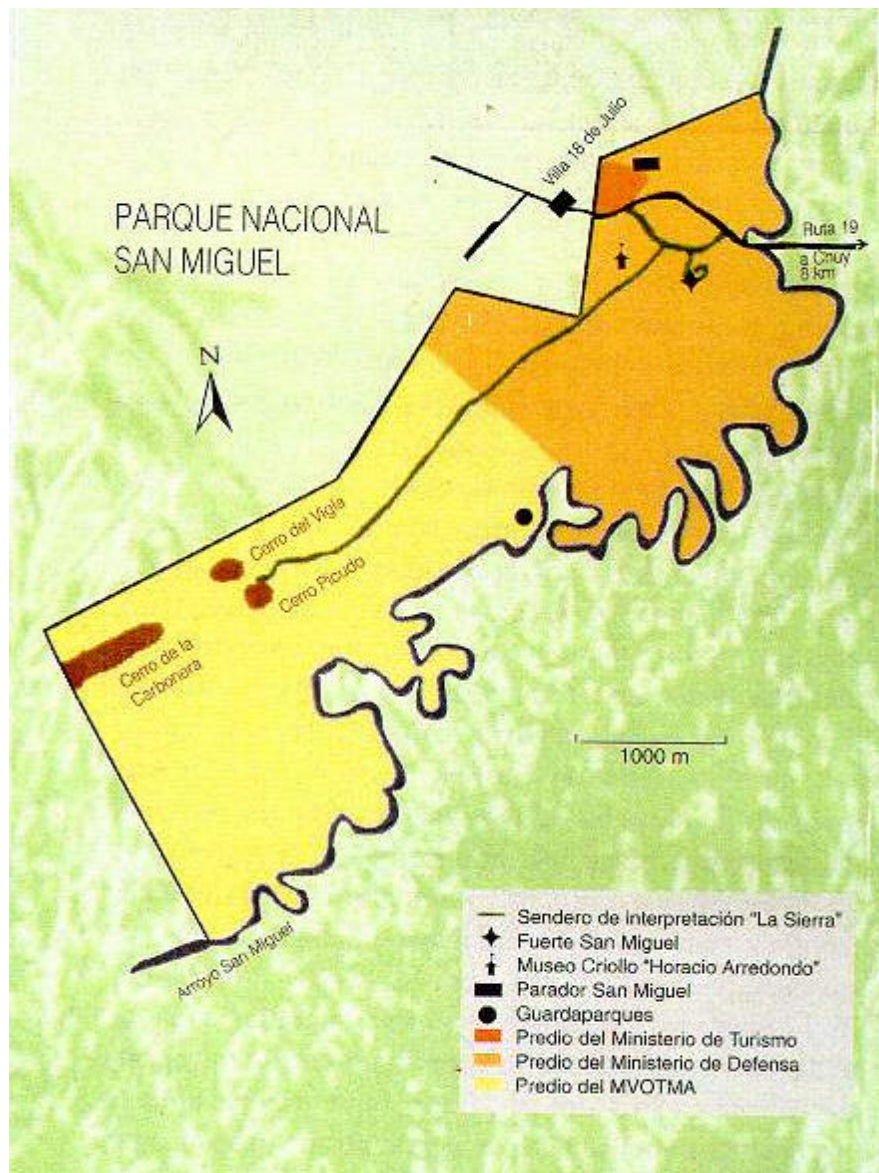 PARQUE NACIONAL
SAN MIGUEL
Villa 18 de Julio
Ruta 19
a Chuy
8 km
N
Cerro del Vigía
Cerro Picudo
Cerro de la
Carbonera
1000 m
Arroyo San Miguel
Sendero de interpretación "La Sierra"
Fuerte San Miguel
Museo Criollo "Horacio Arredondo"
Parador San Miguel
Guardaparques
Predio del Ministerio de Turismo
Predio del Ministerio de Defensa
Predio del MVOTMA